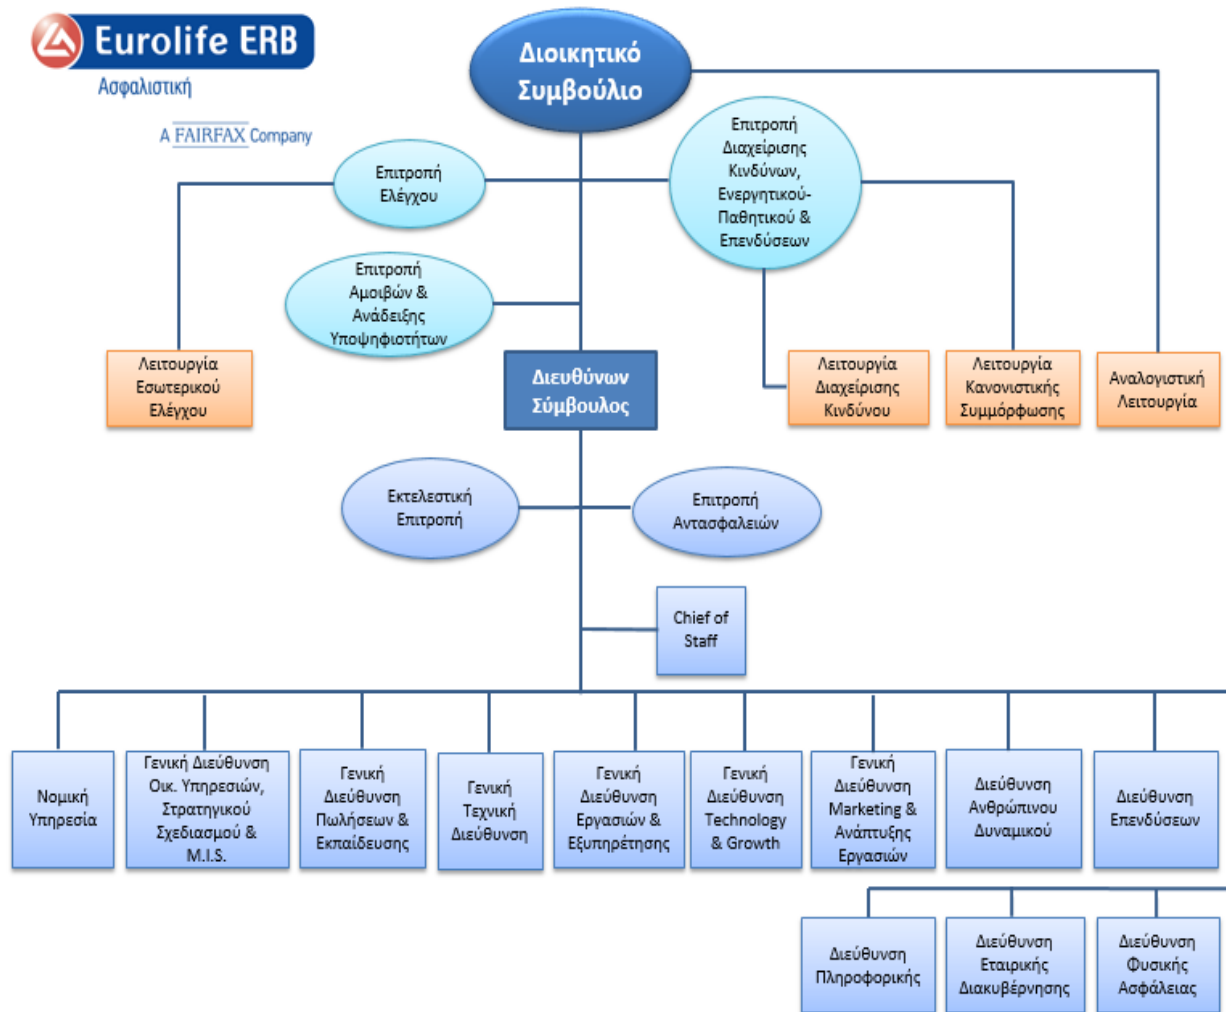 Eurolife ERB
Ασφαλιστική
A FAIRFAX Company
Διοικητικό
Συμβούλιο
Επιτροπή
Ελέγχου
Επιτροπή
Διαχείρισης
Κινδύνων,
Ενεργητικού-
Παθητικού &
Επενδύσεων
Επιτροπή
Αμοιβών &
Ανάδειξης
Υποψηφιοτήτων
Λειτουργία
Εσωτερικού
Ελέγχου
Διευθύνων
Σύμβουλος
Λειτουργία
Διαχείρισης
Κινδύνου
Λειτουργία
Κανονιστικής
Συμμόρφωσης
Αναλογιστική
Λειτουργία
Εκτελεστική
Επιτροπή
Επιτροπή
Αντασφαλειών
Chief of
Staff
Νομική
Υπηρεσία
Γενική Διεύθυνση
Οικ. Υπηρεσιών,
Στρατηγικού
Σχεδιασμού &
M.I.S.
Γενική
Διεύθυνση
Πωλήσεων &
Εκπαίδευσης
Γενική
Τεχνική
Διεύθυνση
Γενική
Διεύθυνση
Εργασιών &
Εξυπηρέτησης
Γενική
Διεύθυνση
Technology
& Growth
Γενική
Διεύθυνση
Marketing &
Ανάπτυξης
Εργασιών
Διεύθυνση
Ανθρώπινου
Δυναμικού
Διεύθυνση
Επενδύσεων
Διεύθυνση
Πληροφορικής
Διεύθυνση
Εταιρικής
Διακυβέρνησης
Διεύθυνση
Φυσικής
Ασφάλειας